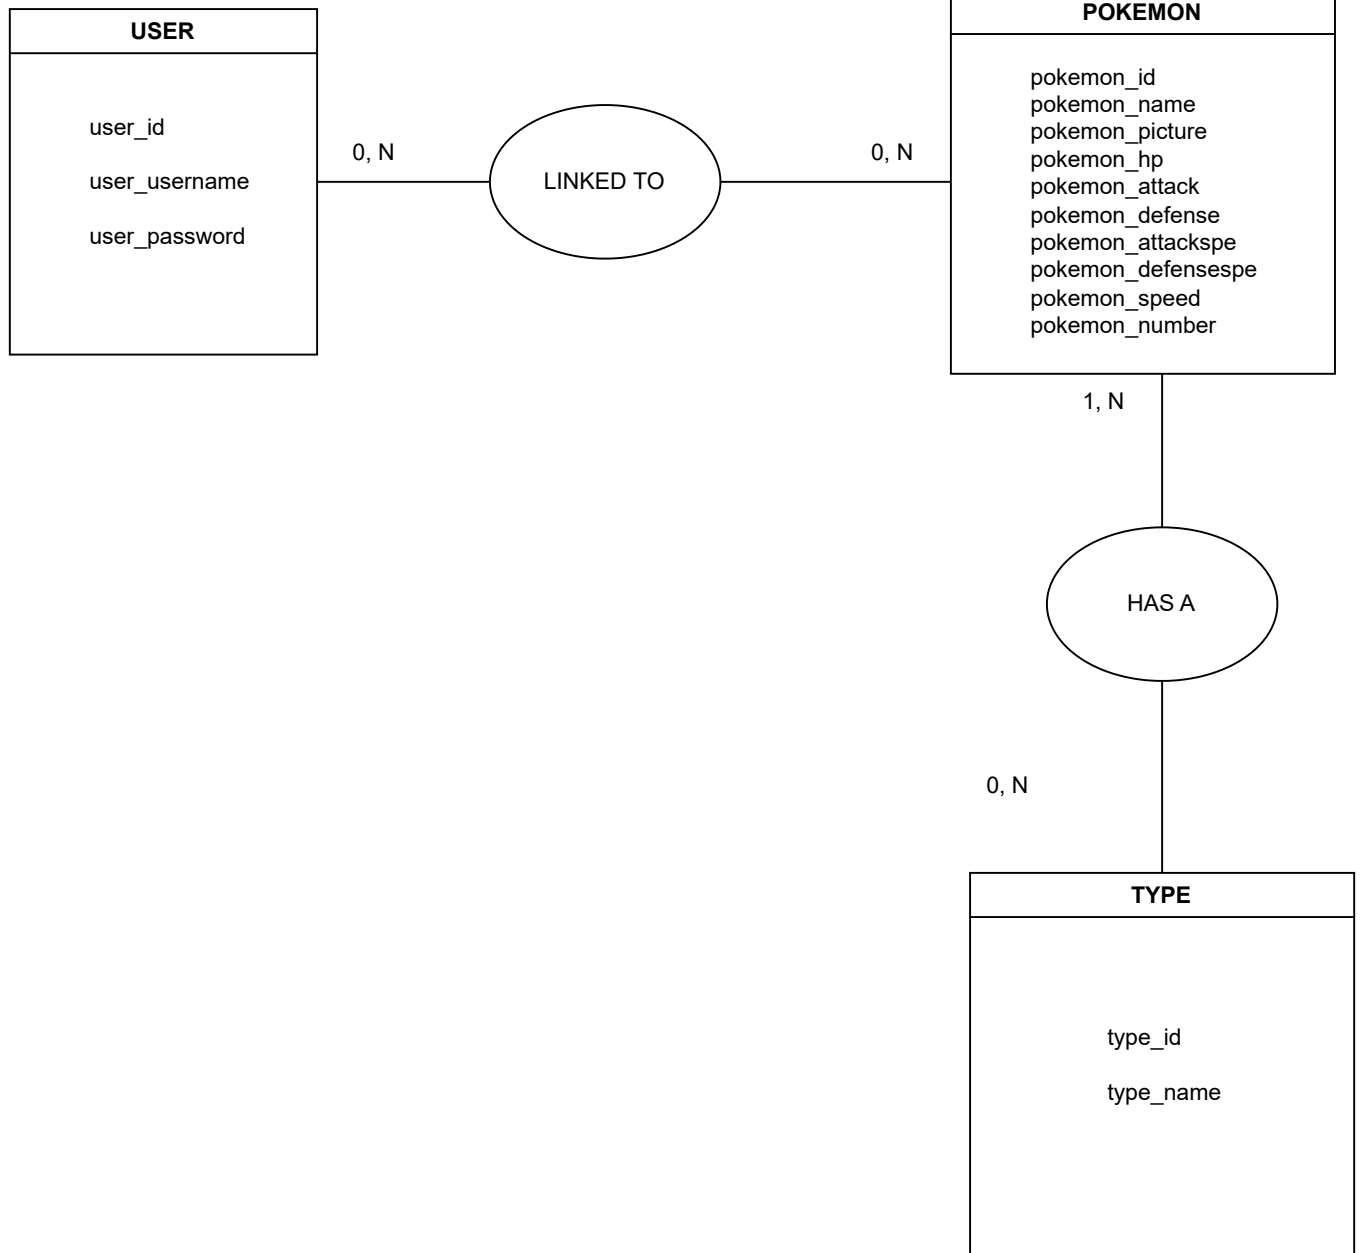 USER
user_id
user_username
user_password
0, N
LINKED TO
0, N
POKEMON
pokemon_id
pokemon_name
pokemon_picture
pokemon_hp
pokemon_attack
pokemon_defense
pokemon_attackspe
pokemon_defensespe
pokemon_speed
pokemon_number
1, N
HAS A
0, N
TYPE
type_id
type_name